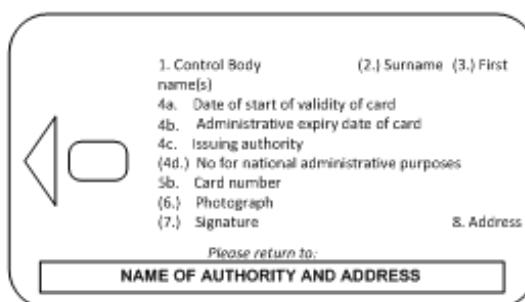 1. Control Body (2.) Surname (3.) First
name(s)
4a. Date of start of validity of card
4b. Administrative expiry date of card
4c. Issuing authority
(4d.) No for national administrative purposes
5b. Card number
(6.) Photograph
(7.) Signature 8. Address
Please return to:
NAME OF AUTHORITY AND ADDRESS